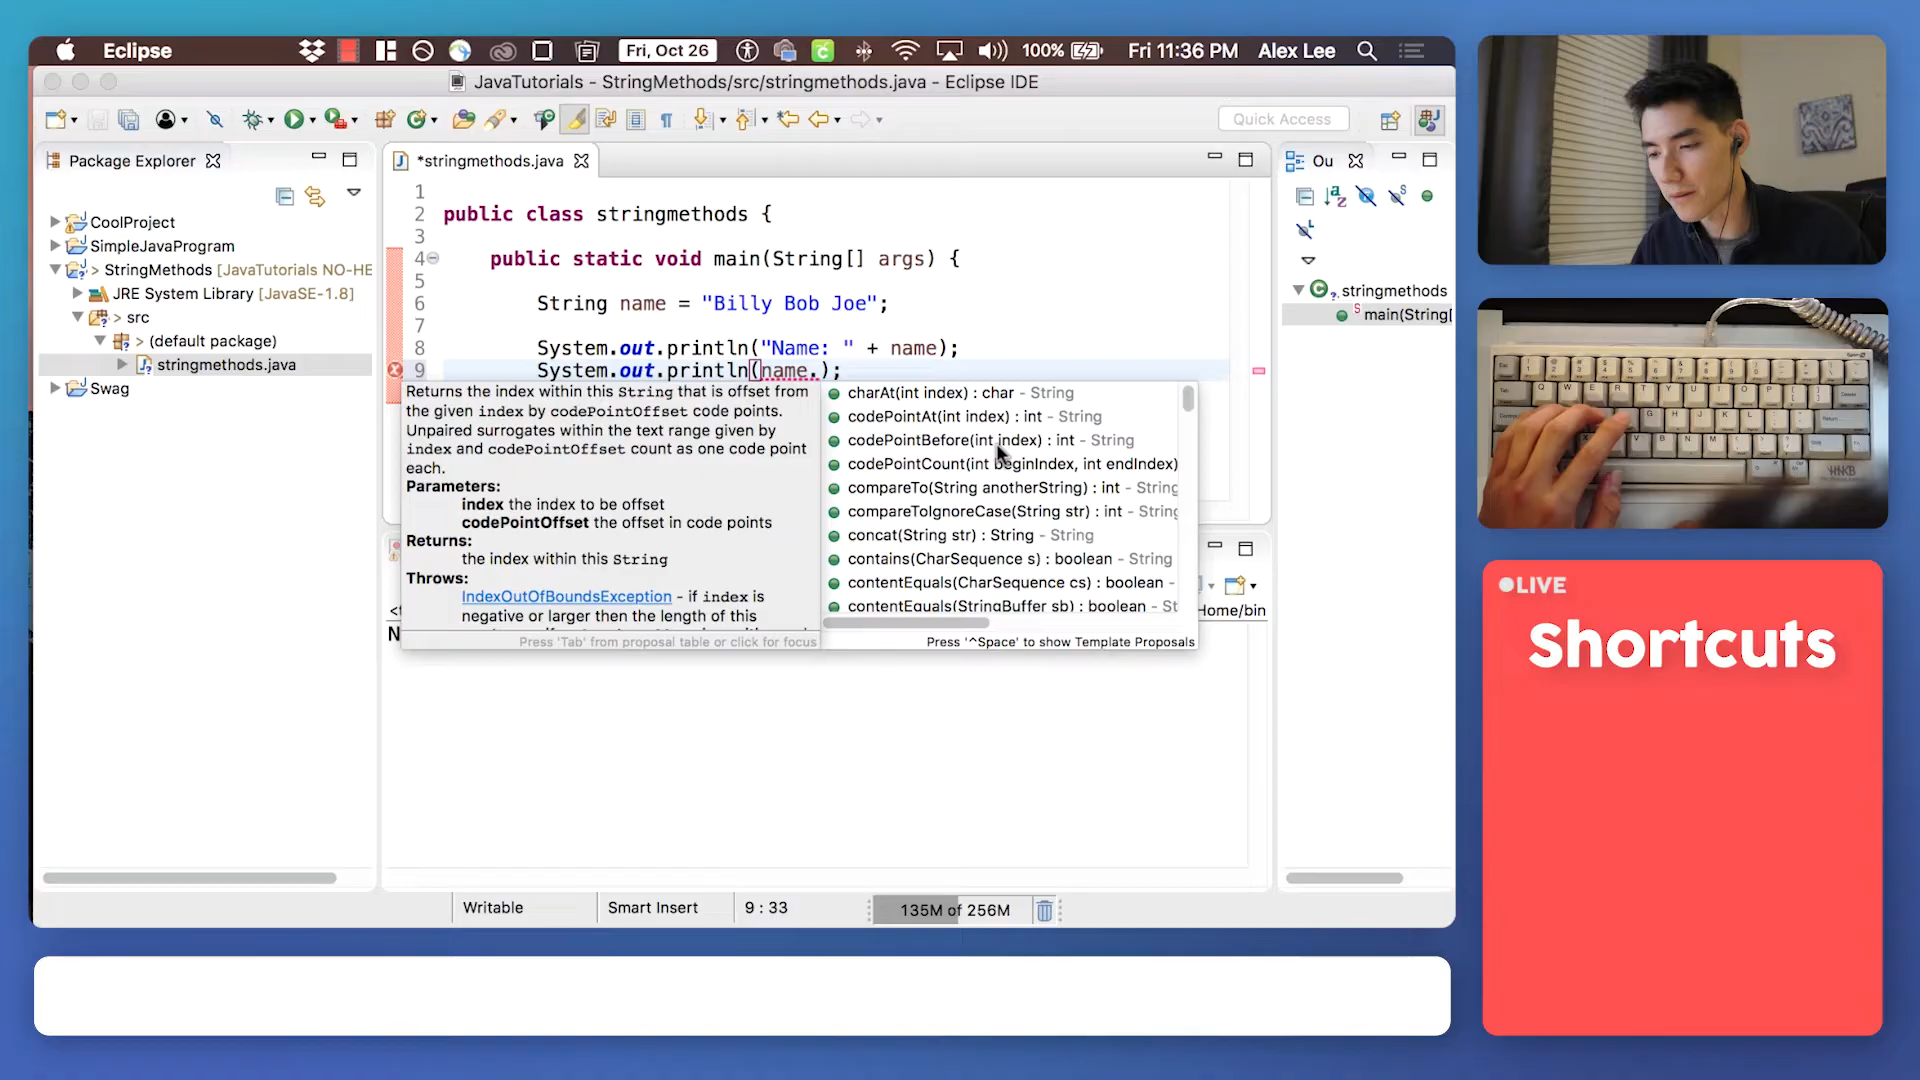 Eclipse
Fri, Oct 26
100%
Fri 11:36 PM
Alex Lee
JavaTutorials - StringMethods/src/stringmethods.java - Eclipse IDE
Quick Access
Package Explorer
CoolProject
SimpleJavaProgram
> StringMethods [JavaTutorials NO-HE
JRE System Library [JavaSE-1.8]
> src
> (default package)
stringmethods.java
Swag
*stringmethods.java
1
2 public class stringmethods {
3
4 public static void main(String[] args) {
5
6 String name = "Billy Bob Joe";
7
8 System.out.println("Name: " + name);
9 System.out.println(name.);
Returns the index within this String that is offset from
the given index by codePointOffset code points.
Unpaired surrogates within the text range given by
index and codePointOffset count as one code point
each.
Parameters:
index the index to be offset
codePointOffset the offset in code points
Returns:
the index within this String
Throws:
IndexOutOfBoundsException - if index is
negative or larger then the length of this
Press 'Tab' from proposal table or click for focus
charAt(int index) : char - String
codePointAt(int index) : int - String
codePointBefore(int index) : int - String
codePointCount(int beginIndex, int endIndex)
compareTo(String anotherString) : int - String
compareToIgnoreCase(String str) : int - String
concat(String str) : String - String
contains(CharSequence s) : boolean - String
contentEquals(CharSequence cs) : boolean -
contentEquals(StringBuffer sb) : boolean - St
Press '^Space' to show Template Proposals
<t
N
Home/bin
Ou
stringmethods
main(String[
Writable
Smart Insert
9 : 33
135M of 256M
LIVE
Shortcuts